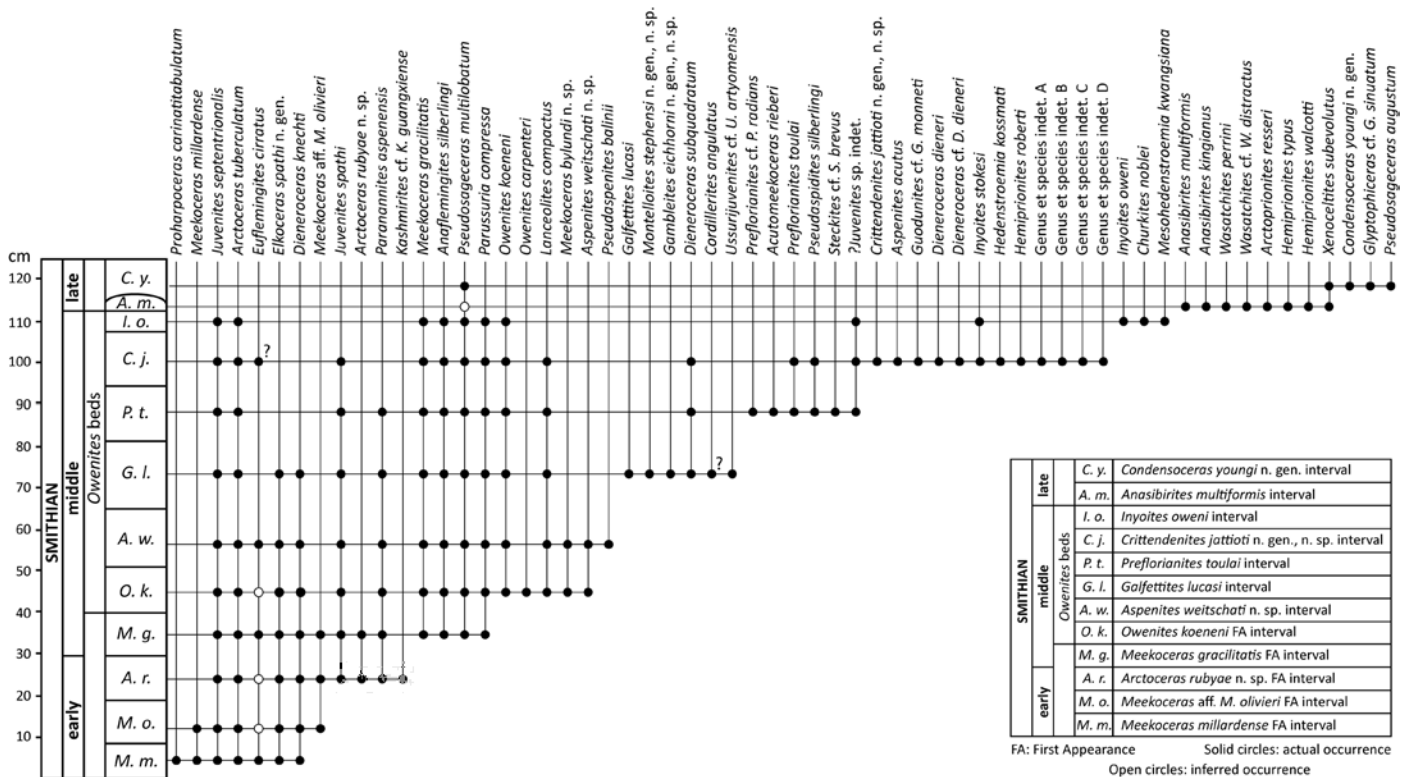 Proharpoceras carinatitabulatum
Meekoceras millardense
Juvenites septentrionalis
Arctoceras tuberculatum
Euflemingites cirratus
Elkoceras spathi n. gen.
Dieneroceras knechti
Meekoceras aff. M. olivieri
Juvenites spathi
Arctoceras rubyae n. sp.
Paranannites aspenensis
Kashmirites cf. K. guangxiense
Meekoceras gracilitatis
Anaflemingites silberlingi
Pseudosageceras multilobatum
Parussuria compressa
Owenites koeneni
Owenites carpenteri
Lanceolites compactus
Meekoceras bylundi n. sp.
Aspenites weitschati n. sp.
Pseudaspenites balinii
Galfettites lucasi
Montelloites stephensi n. gen., n. sp.
Gambleites eichhorni n. gen., n. sp.
Dieneroceras subquadratum
Cordillerites angulatus
Ussurijuvenites cf. U. artyomensis
Preflorianites cf. P. radians
Acutomeekoceras rieberi
Preflorianites toulai
Pseudaspidites silberlingi
Steckites cf. S. brevus
?Juvenites sp. indet.
Crittendenites jattioti n. gen., n. sp.
Aspenites acutus
Guodunites cf. G. monneti
Dieneroceras dieneri
Dieneroceras cf. D. dieneri
Inyoites stokesi
Hedenstroemia kossmati
Hemiprionites roberti
Genus et species indet. A
Genus et species indet. B
Genus et species indet. C
Genus et species indet. D
Inyoites oweni
Churkites noblei
Mesohedenstroemia kwangsiana
Anasibirites multiformis
Anasibirites kingianus
Wasatchites perrini
Wasatchites cf. W. distractus
Arctoprionites resseri
Hemiprionites typus
Hemiprionites walcotti
Xenoceltites subevolutus
Condensoceras youngi n. gen.
Glyptophiceras cf. G. sinuatum
Pseudosageceras augustum
cm
120
110
100
90
80
70
60
50
40
30
20
10
SMITHIAN
late
middle
early
Owenites beds
C. y.
A. m.
I. o.
C. j.
?
P. t.
G. l.
?
A. w.
O. k.
M. g.
A. r.
M. o.
M. m.
SMITHIAN
late
middle
early
Owenites beds
C. y. Condensoceras youngi n. gen. interval
A. m. Anasibirites multiformis interval
I. o. Inyoites oweni interval
C. j. Crittendenites jattioti n. gen., n. sp. interval
P. t. Preflorianites toulai interval
G. l. Galfettites lucasi interval
A. w. Aspenites weitschati n. sp. interval
O. k. Owenites koeneni FA interval
M. g. Meekoceras gracilitatis FA interval
A. r. Arctoceras rubyae n. sp. FA interval
M. o. Meekoceras aff. M. olivieri FA interval
M. m. Meekoceras millardense FA interval
FA: First Appearance Solid circles: actual occurrence
Open circles: inferred occurrence